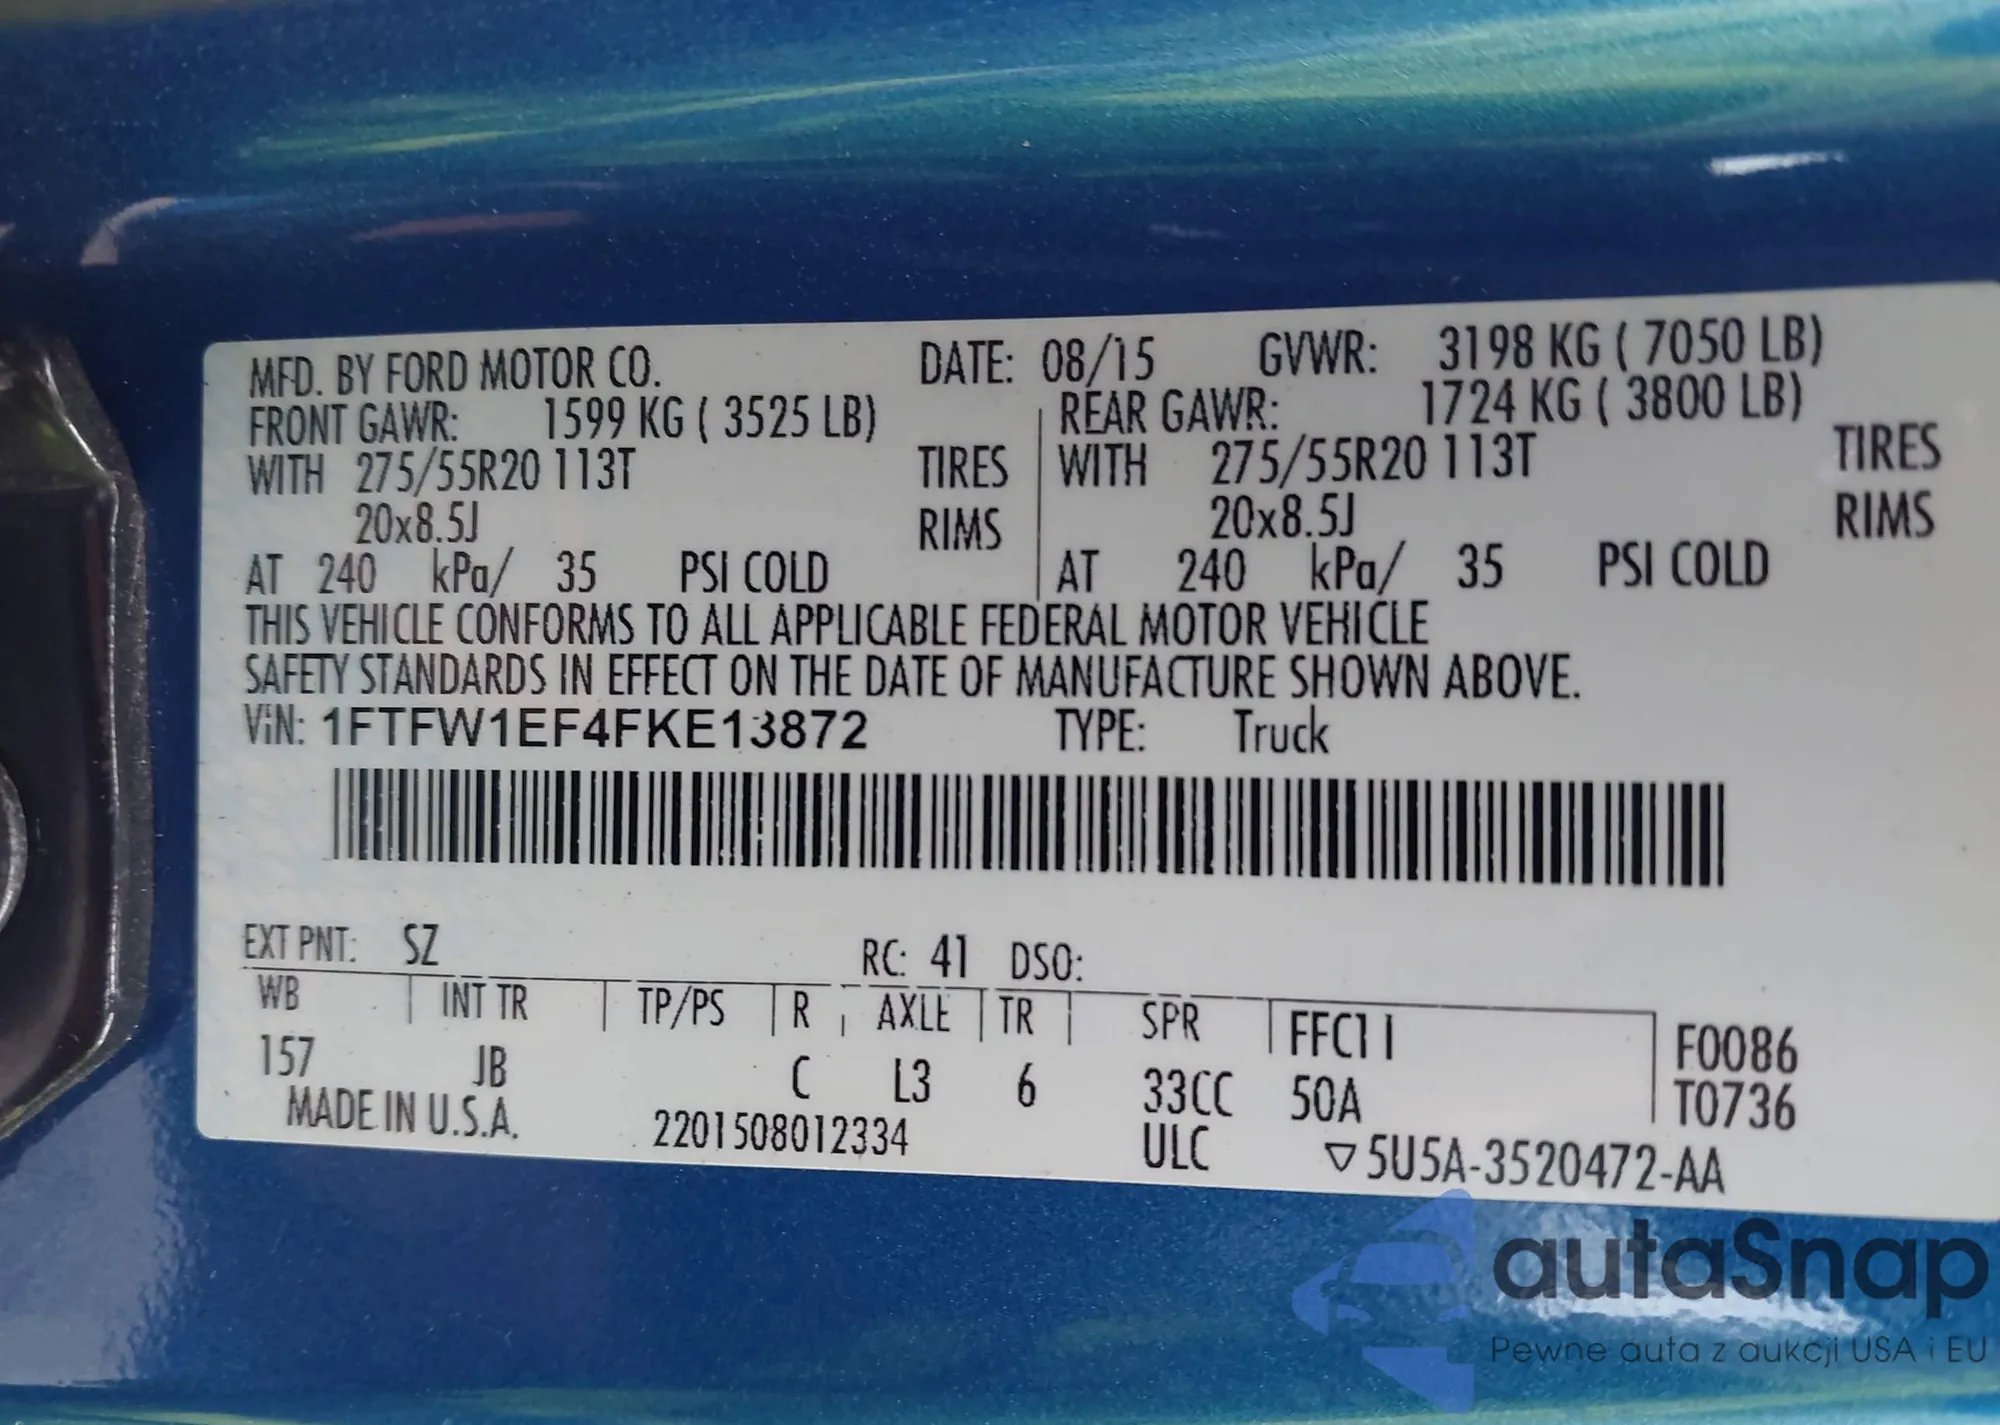 MFD. BY FORD MOTOR CO. DATE: 08/15 GVWR: 3198 KG ( 7050 LB)
FRONT GAWR: 1599 KG ( 3525 LB) REAR GAWR: 1724 KG ( 3800 LB)
WITH 275/55R20 113T TIRES WITH 275/55R20 113T TIRES
20x8.5J RIMS 20x8.5J RIMS
AT 240 kPa/ 35 PSI COLD AT 240 kPa/ 35 PSI COLD
THIS VEHICLE CONFORMS TO ALL APPLICABLE FEDERAL MOTOR VEHICLE
SAFETY STANDARDS IN EFFECT ON THE DATE OF MANUFACTURE SHOWN ABOVE.
VIN: 1FTFW1EF4FKE13872 TYPE: Truck
EXT PNT: SZ RC: 41 DSO:
WB INT TR TP/PS R AXLE TR SPR FFC11 F0086
157 JB C L3 6 33CC 50A T0736
MADE IN U.S.A. 2201508012334 ULC ▽5U5A-3520472-AA
autaSnap
Pewne auta z aukcji USA i EU